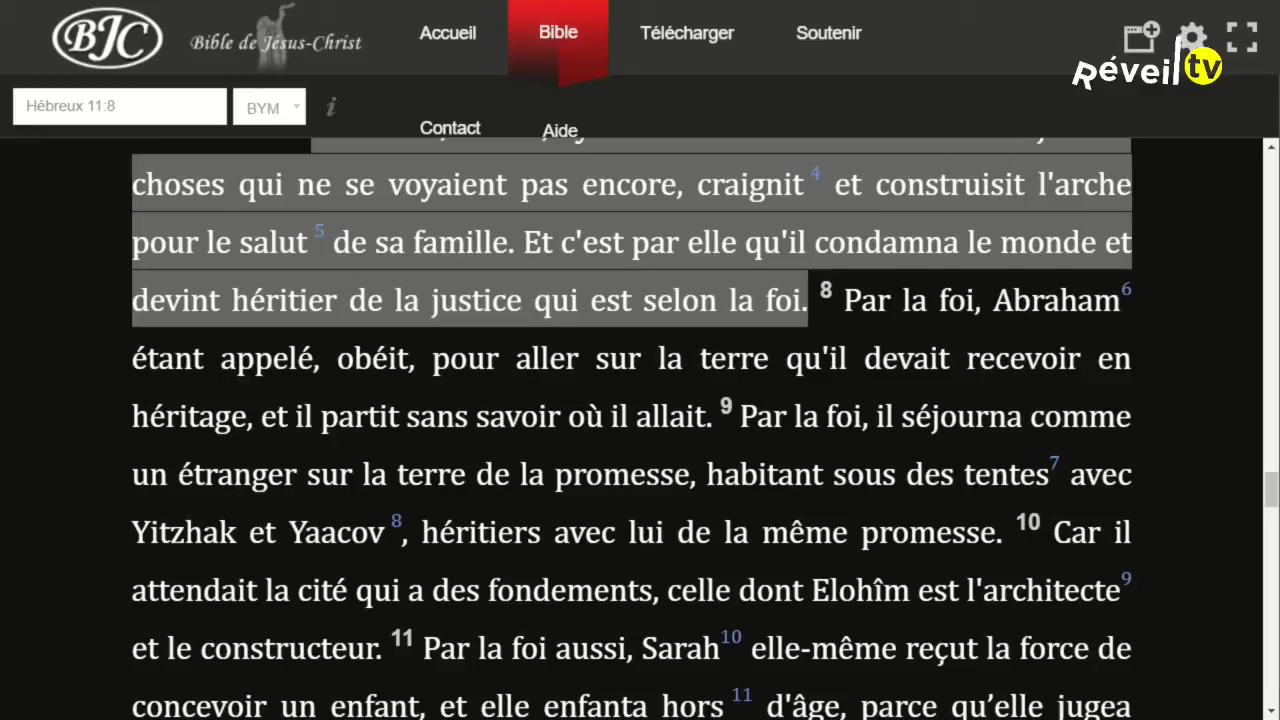 BJC Bible de Jésus-Christ
Accueil Bible Télécharger Soutenir
Réveil tv
Hébreux 11:8 BYM i
Contact Aide
choses qui ne se voyaient pas encore, craignit 4 et construisit l'arche
pour le salut 5 de sa famille. Et c'est par elle qu'il condamna le monde et
devint héritier de la justice qui est selon la foi. 8 Par la foi, Abraham6
étant appelé, obéit, pour aller sur la terre qu'il devait recevoir en
héritage, et il partit sans savoir où il allait. 9 Par la foi, il séjourna comme
un étranger sur la terre de la promesse, habitant sous des tentes7 avec
Yitzhak et Yaacov 8, héritiers avec lui de la même promesse. 10 Car il
attendait la cité qui a des fondements, celle dont Elohîm est l'architecte9
et le constructeur. 11 Par la foi aussi, Sarah10 elle-même reçut la force de
concevoir un enfant, et elle enfanta hors 11 d'âge, parce qu’elle jugea